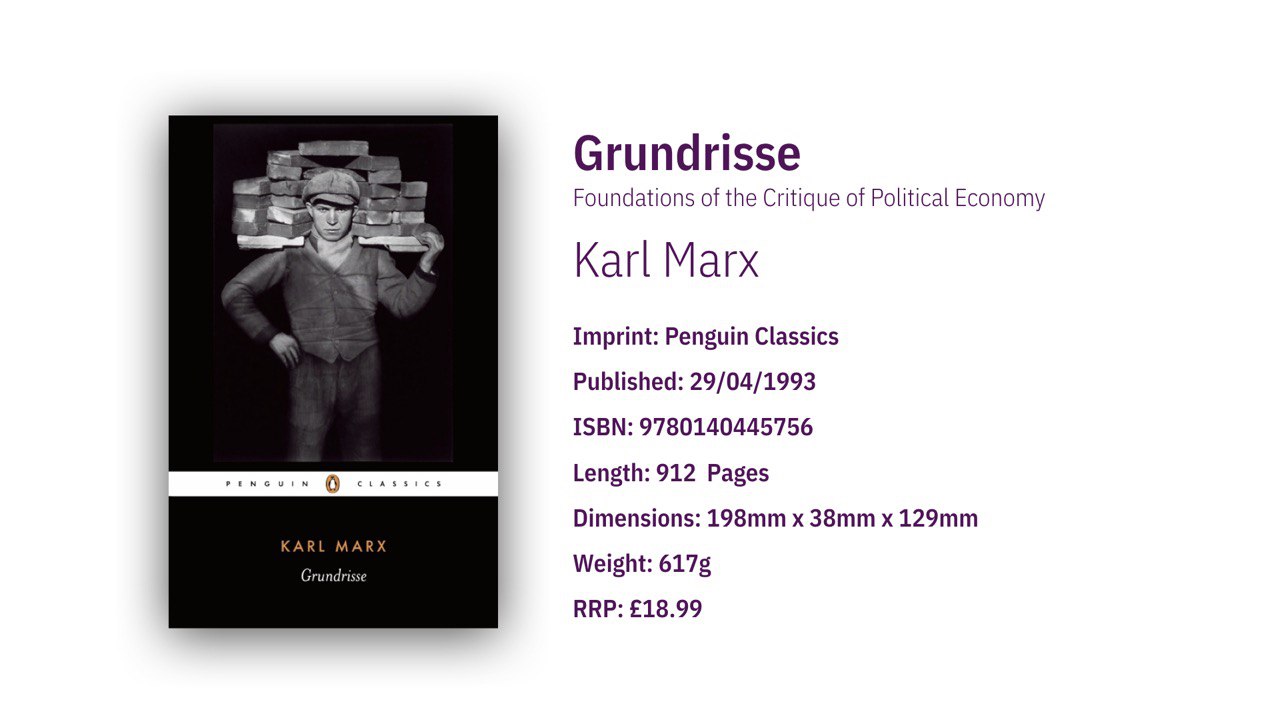 PENGUIN CLASSICS
KARL MARX
Grundrisse
Grundrisse
Foundations of the Critique of Political Economy
Karl Marx
Imprint: Penguin Classics
Published: 29/04/1993
ISBN: 9780140445756
Length: 912  Pages
Dimensions: 198mm x 38mm x 129mm
Weight: 617g
RRP: £18.99